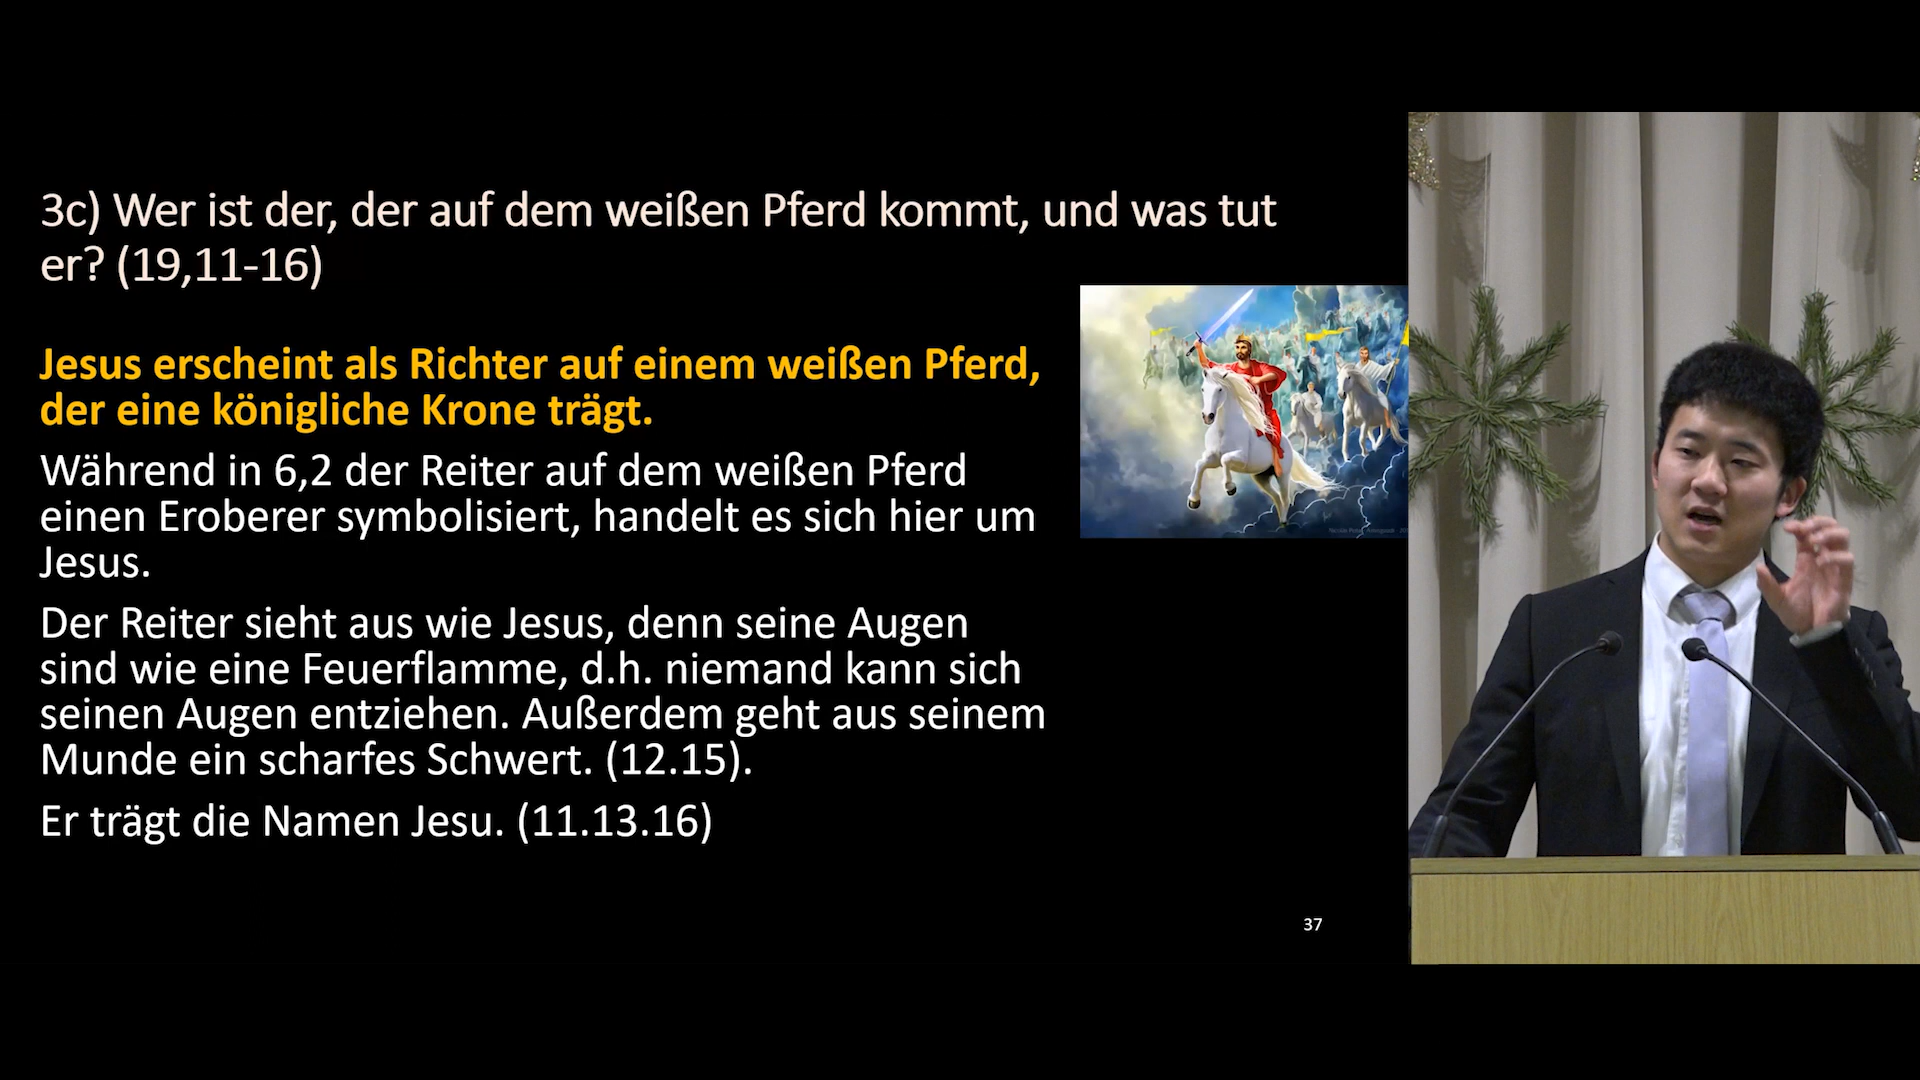 3c) Wer ist der, der auf dem weißen Pferd kommt, und was tut
er? (19,11-16)
Jesus erscheint als Richter auf einem weißen Pferd,
der eine königliche Krone trägt.
Während in 6,2 der Reiter auf dem weißen Pferd
einen Eroberer symbolisiert, handelt es sich hier um
Jesus.
Der Reiter sieht aus wie Jesus, denn seine Augen
sind wie eine Feuerflamme, d.h. niemand kann sich
seinen Augen entziehen. Außerdem geht aus seinem
Munde ein scharfes Schwert. (12.15).
Er trägt die Namen Jesu. (11.13.16)
37